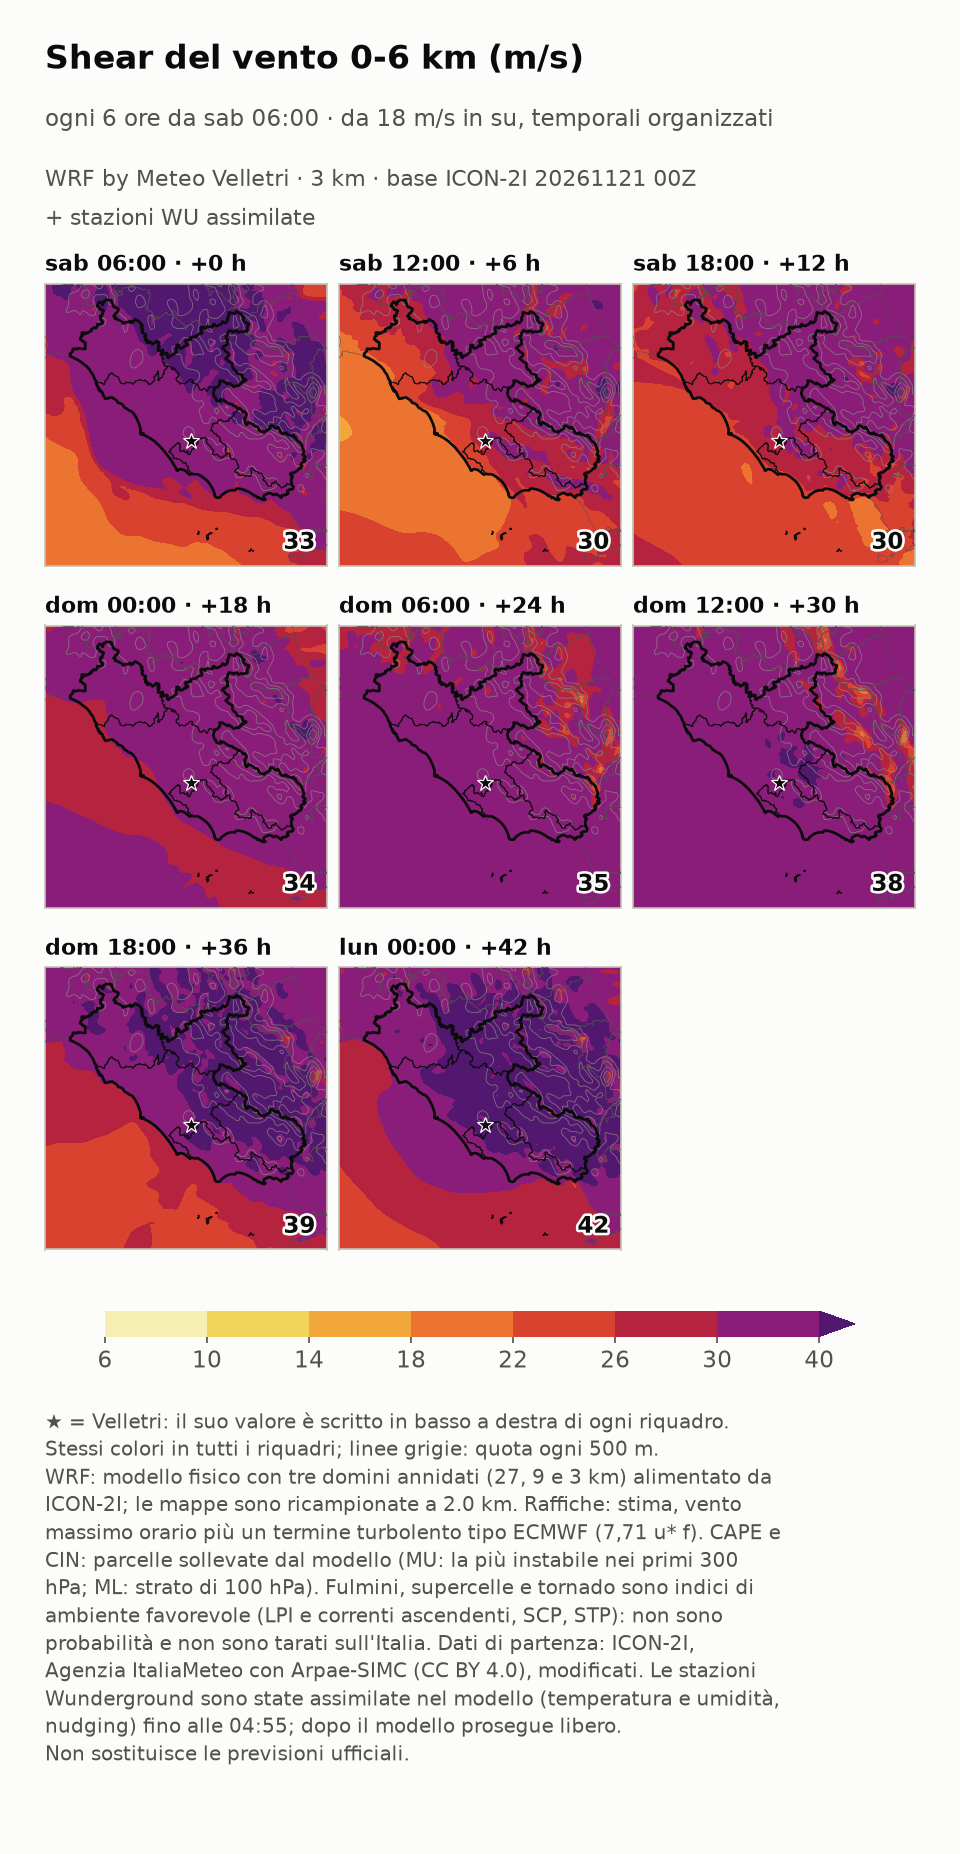 Shear del vento 0-6 km (m/s)
ogni 6 ore da sab 06:00 · da 18 m/s in su, temporali organizzati
WRF by Meteo Velletri · 3 km · base ICON-2I 20261121 00Z
+ stazioni WU assimilate
sab 06:00 · +0 h
sab 12:00 · +6 h
sab 18:00 · +12 h
33
30
30
dom 00:00 · +18 h
dom 06:00 · +24 h
dom 12:00 · +30 h
34
35
38
dom 18:00 · +36 h
lun 00:00 · +42 h
39
42
6 10 14 18 22 26 30 40
★ = Velletri: il suo valore è scritto in basso a destra di ogni riquadro.
Stessi colori in tutti i riquadri; linee grigie: quota ogni 500 m.
WRF: modello fisico con tre domini annidati (27, 9 e 3 km) alimentato da
ICON-2I; le mappe sono ricampionate a 2.0 km. Raffiche: stima, vento
massimo orario più un termine turbolento tipo ECMWF (7,71 u* f). CAPE e
CIN: parcelle sollevate dal modello (MU: la più instabile nei primi 300
hPa; ML: strato di 100 hPa). Fulmini, supercelle e tornado sono indici di
ambiente favorevole (LPI e correnti ascendenti, SCP, STP): non sono
probabilità e non sono tarati sull'Italia. Dati di partenza: ICON-2I,
Agenzia ItaliaMeteo con Arpae-SIMC (CC BY 4.0), modificati. Le stazioni
Wunderground sono state assimilate nel modello (temperatura e umidità,
nudging) fino alle 04:55; dopo il modello prosegue libero.
Non sostituisce le previsioni ufficiali.